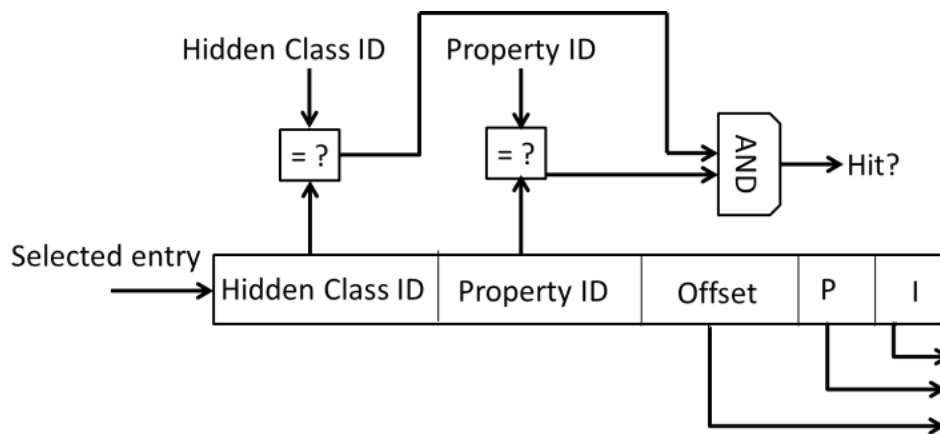 Hidden Class ID
Property ID
= ?
= ?
AND
Hit?
Selected entry
Hidden Class ID
Property ID
Offset
P
I